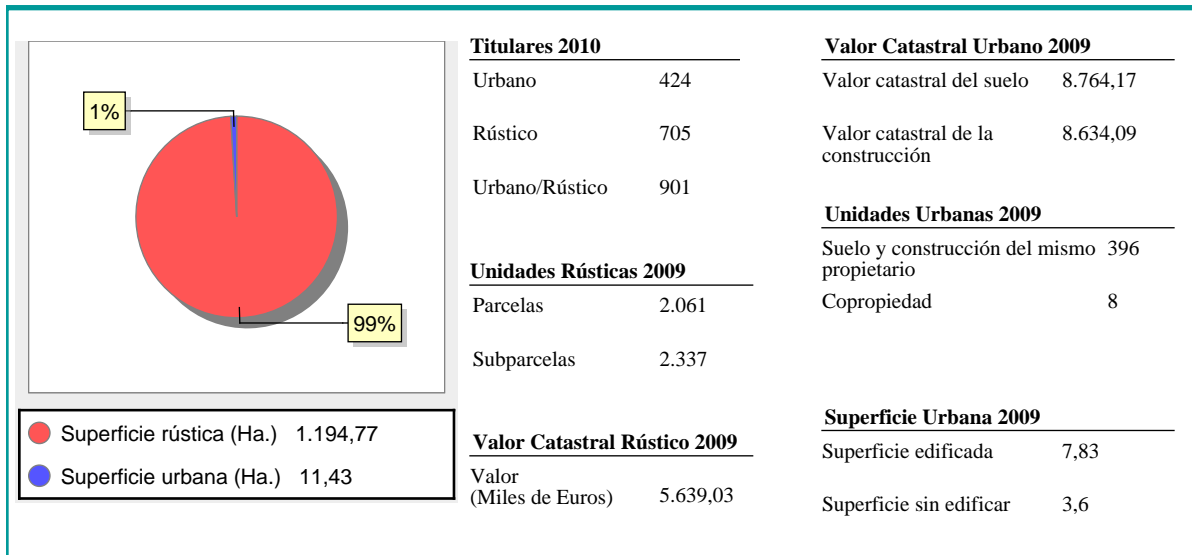 1%
99%
Superficie rústica (Ha.) 1.194,77
Superficie urbana (Ha.) 11,43
Titulares 2010
Urbano 424
Rústico 705
Urbano/Rústico 901
Unidades Rústicas 2009
Parcelas 2.061
Subparcelas 2.337
Valor Catastral Rústico 2009
Valor
(Miles de Euros) 5.639,03
Valor Catastral Urbano 2009
Valor catastral del suelo 8.764,17
Valor catastral de la 8.634,09
construcción
Unidades Urbanas 2009
Suelo y construcción del mismo 396
propietario
Copropiedad 8
Superficie Urbana 2009
Superficie edificada 7,83
Superficie sin edificar 3,6